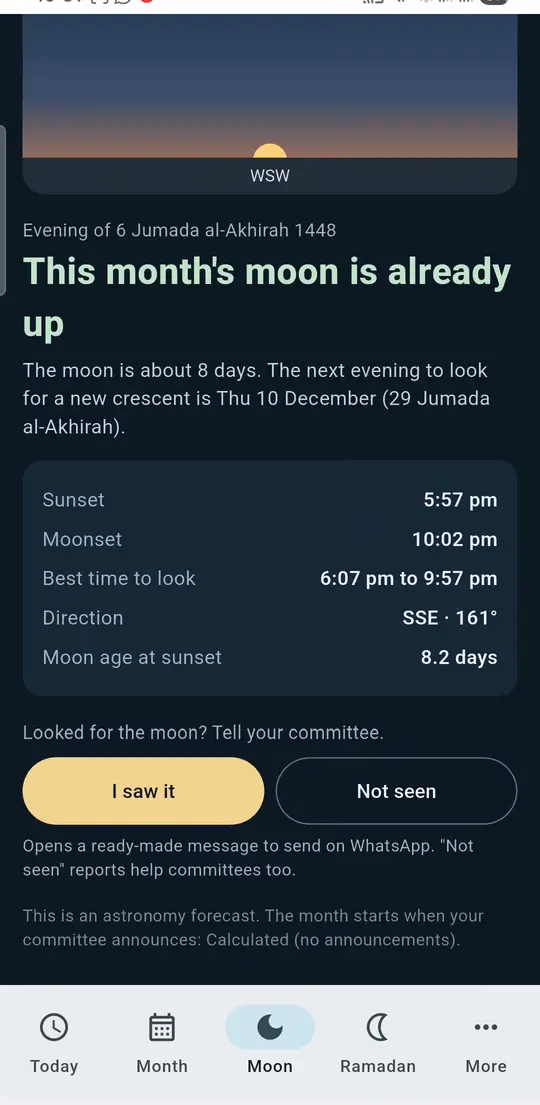 WSW
Evening of 6 Jumada al-Akhirah 1448
This month's moon is already
up
The moon is about 8 days. The next evening to look
for a new crescent is Thu 10 December (29 Jumada
al-Akhirah).
Sunset 5:57 pm
Moonset 10:02 pm
Best time to look 6:07 pm to 9:57 pm
Direction SSE · 161°
Moon age at sunset 8.2 days
Looked for the moon? Tell your committee.
I saw it Not seen
Opens a ready-made message to send on WhatsApp. "Not
seen" reports help committees too.
This is an astronomy forecast. The month starts when your
committee announces: Calculated (no announcements).
Today Month Moon Ramadan More